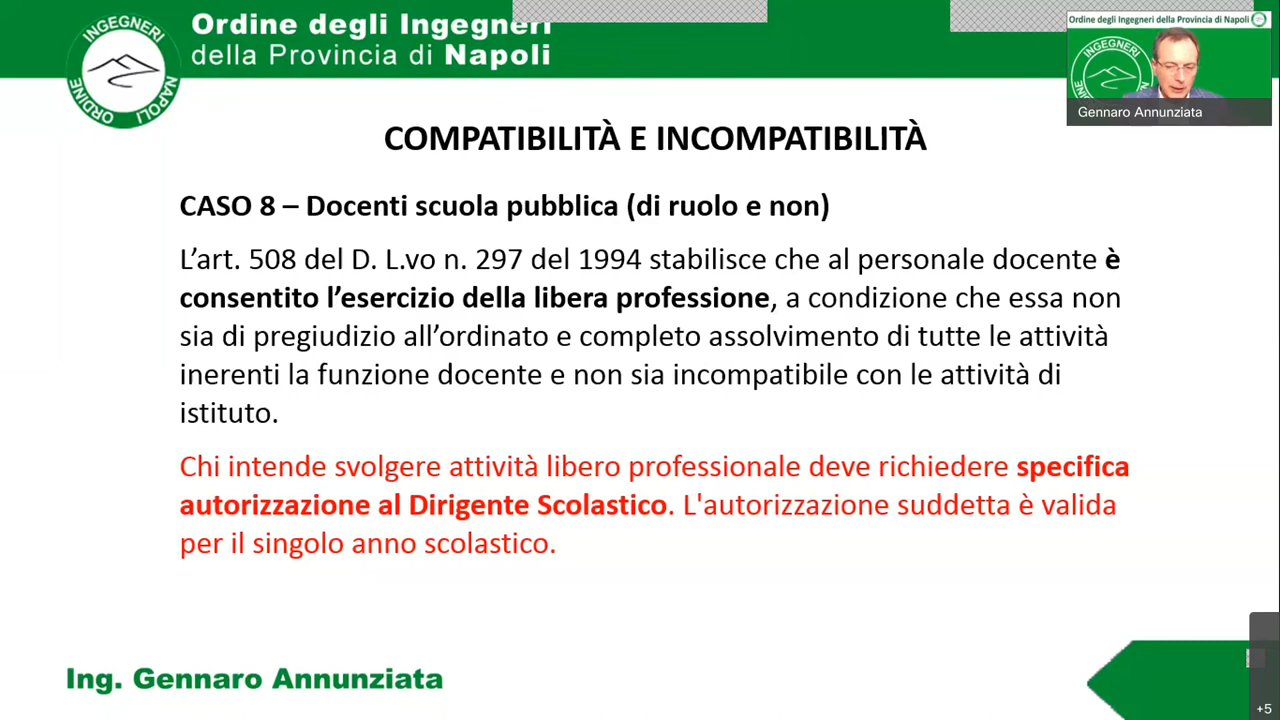 Ordine degli Ingegneri
della Provincia di Napoli
INGEGNERI
ORDINE
NAPOLI
Ordine degli Ingegneri della Provincia di Napoli
INGEGNERI
ORDINE
Gennaro Annunziata
COMPATIBILITÀ E INCOMPATIBILITÀ
CASO 8 – Docenti scuola pubblica (di ruolo e non)
L’art. 508 del D. L.vo n. 297 del 1994 stabilisce che al personale docente è
consentito l’esercizio della libera professione, a condizione che essa non
sia di pregiudizio all’ordinato e completo assolvimento di tutte le attività
inerenti la funzione docente e non sia incompatibile con le attività di
istituto.
Chi intende svolgere attività libero professionale deve richiedere specifica
autorizzazione al Dirigente Scolastico. L'autorizzazione suddetta è valida
per il singolo anno scolastico.
Ing. Gennaro Annunziata
+5